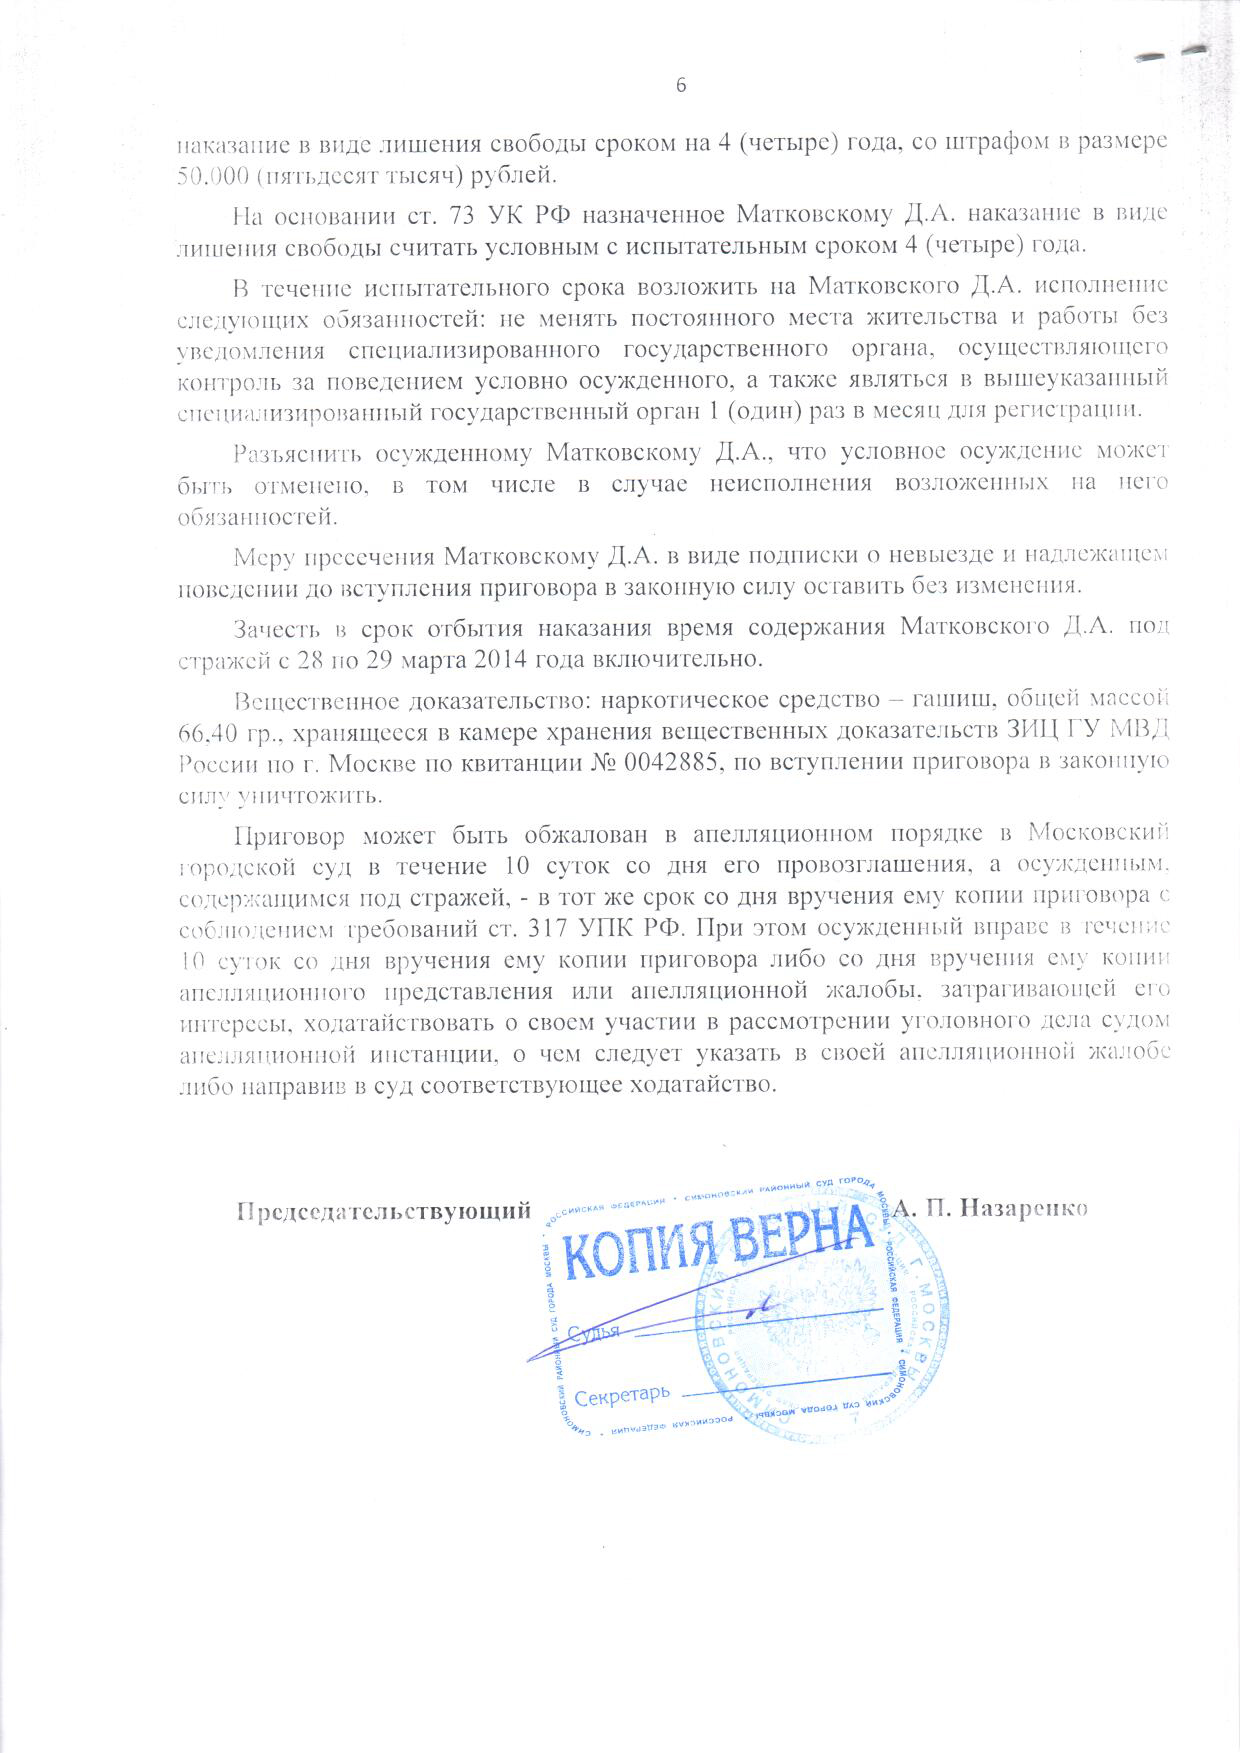 6
наказание в виде лишения свободы сроком на 4 (четыре) года, со штрафом в размере
50.000 (пятьдесят тысяч) рублей.
На основании ст. 73 УК РФ назначенное Матковскому Д.А. наказание в виде
лишения свободы считать условным с испытательным сроком 4 (четыре) года.
В течение испытательного срока возложить на Матковского Д.А. исполнение
следующих обязанностей: не менять постоянного места жительства и работы без
уведомления специализированного государственного органа, осуществляющего
контроль за поведением условно осужденного, а также являться в вышеуказанный
специализированный государственный орган 1 (один) раз в месяц для регистрации.
Разъяснить осужденному Матковскому Д.А., что условное осуждение может
быть отменено, в том числе в случае неисполнения возложенных на него
обязанностей.
Меру пресечения Матковскому Д.А. в виде подписки о невыезде и надлежащем
поведении до вступления приговора в законную силу оставить без изменения.
Зачесть в срок отбытия наказания время содержания Матковского Д.А. под
стражей с 28 по 29 марта 2014 года включительно.
Вещественное доказательство: наркотическое средство – гашиш, общей массой
66,40 гр., хранящееся в камере хранения вещественных доказательств ЗИЦ ГУ МВД
России по г. Москве по квитанции № 0042885, по вступлении приговора в законную
силу уничтожить.
Приговор может быть обжалован в апелляционном порядке в Московский
городской суд в течение 10 суток со дня его провозглашения, а осужденным,
содержащимся под стражей, - в тот же срок со дня вручения ему копии приговора с
соблюдением требований ст. 317 УПК РФ. При этом осужденный вправе в течение
10 суток со дня вручения ему копии приговора либо со дня вручения ему копии
апелляционного представления или апелляционной жалобы, затрагивающей его
интересы, ходатайствовать о своем участии в рассмотрении уголовного дела судом
апелляционной инстанции, о чем следует указать в своей апелляционной жалобе
либо направив в суд соответствующее ходатайство.
Председательствующий А. П. Назаренко
РОССИЙСКАЯ ФЕДЕРАЦИЯ • СИМОНОВСКИЙ РАЙОННЫЙ СУД ГОРОДА МОСКВЫ • РОССИЙСКАЯ ФЕДЕРАЦИЯ • СИМОНОВСКИЙ РАЙОННЫЙ СУД ГОРОДА МОСКВЫ • РОССИЙСКАЯ ФЕДЕРАЦИЯ • СИМОНОВСКИЙ РАЙОННЫЙ СУД ГОРОДА МОСКВЫ •
КОПИЯ ВЕРНА
Судья
Секретарь
СИМОНОВСКИЙ СУД Г. МОСКВЫ